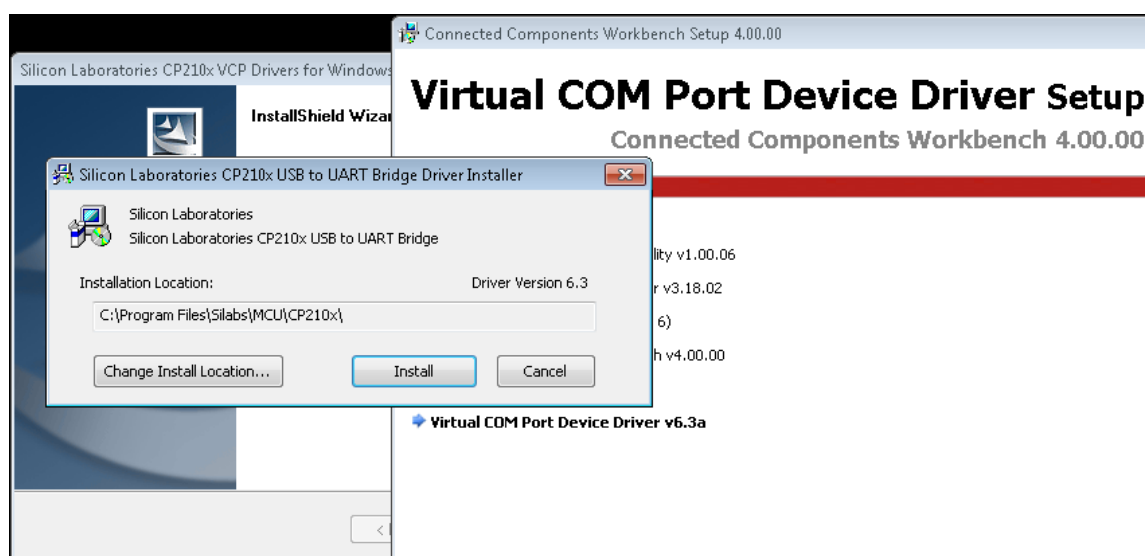 Connected Components Workbench Setup 4.00.00
Silicon Laboratories CP210x VCP Drivers for Windows
Virtual COM Port Device Driver Setup
InstallShield Wiza
Connected Components Workbench 4.00.00
Silicon Laboratories CP210x USB to UART Bridge Driver Installer
Silicon Laboratories
Silicon Laboratories CP210x USB to UART Bridge
lity v1.00.06
Installation Location:
Driver Version 6.3
r v3.18.02
C:\Program Files\Silabs\MCU\CP210x\
6)
h v4.00.00
Change Install Location...
Install
Cancel
Virtual COM Port Device Driver v6.3a
<